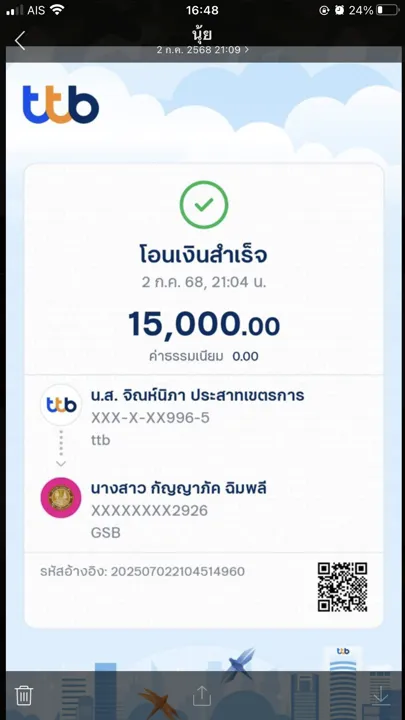 AIS 16:48 24%
นุ้ย
2 ก.ค. 2568 21:09
ttb
โอนเงินสำเร็จ
2 ก.ค. 68, 21:04 น.
15,000.00
ค่าธรรมเนียม 0.00
ttb
น.ส. จิณห์นิภา ประสาทเขตรการ
XXX-X-XX996-5
ttb
นางสาว กัญญาภัค ฉิมพลี
XXXXXXXX2926
GSB
รหัสอ้างอิง: 202507022104514960
ttb